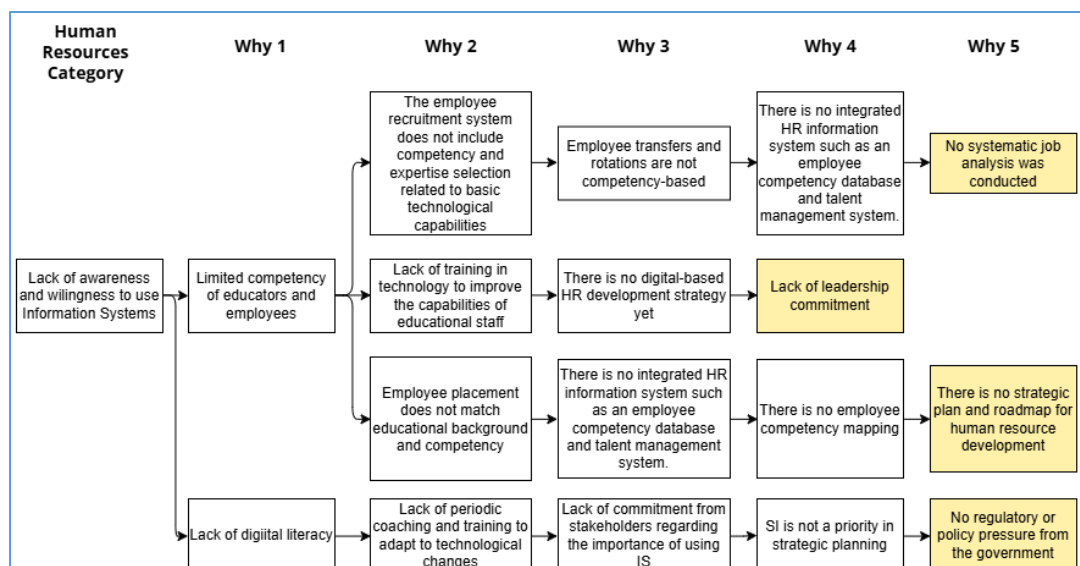 Human
Resources
Category
Why 1
Why 2
Why 3
Why 4
Why 5
The employee
recruitment system
does not include
competency and
expertise selection
related to basic
technological
capabilities
Employee transfers and
rotations are not
competency-based
There is no integrated
HR information
system such as an
employee
competency database
and talent
management system.
No systematic job
analysis was
conducted
Lack of awareness
and wilingness to use
Information Systems
Limited competency
of educators and
employees
Lack of training in
technology to improve
the capabilities of
educational staff
There is no digital-based
HR development strategy
yet
Lack of leadership
commitment
Employee placement
does not match
educational background
and competency
There is no integrated HR
information system such
as an employee
competency database
and talent management
system.
There is no employee
competency mapping
There is no strategic
plan and roadmap for
human resource
development
Lack of digiital literacy
Lack of periodic
coaching and training to
adapt to technological
changes
Lack of commitment from
stakeholders regarding
the importance of using
IS
SI is not a priority in
strategic planning
No regulatory or
policy pressure from
the government